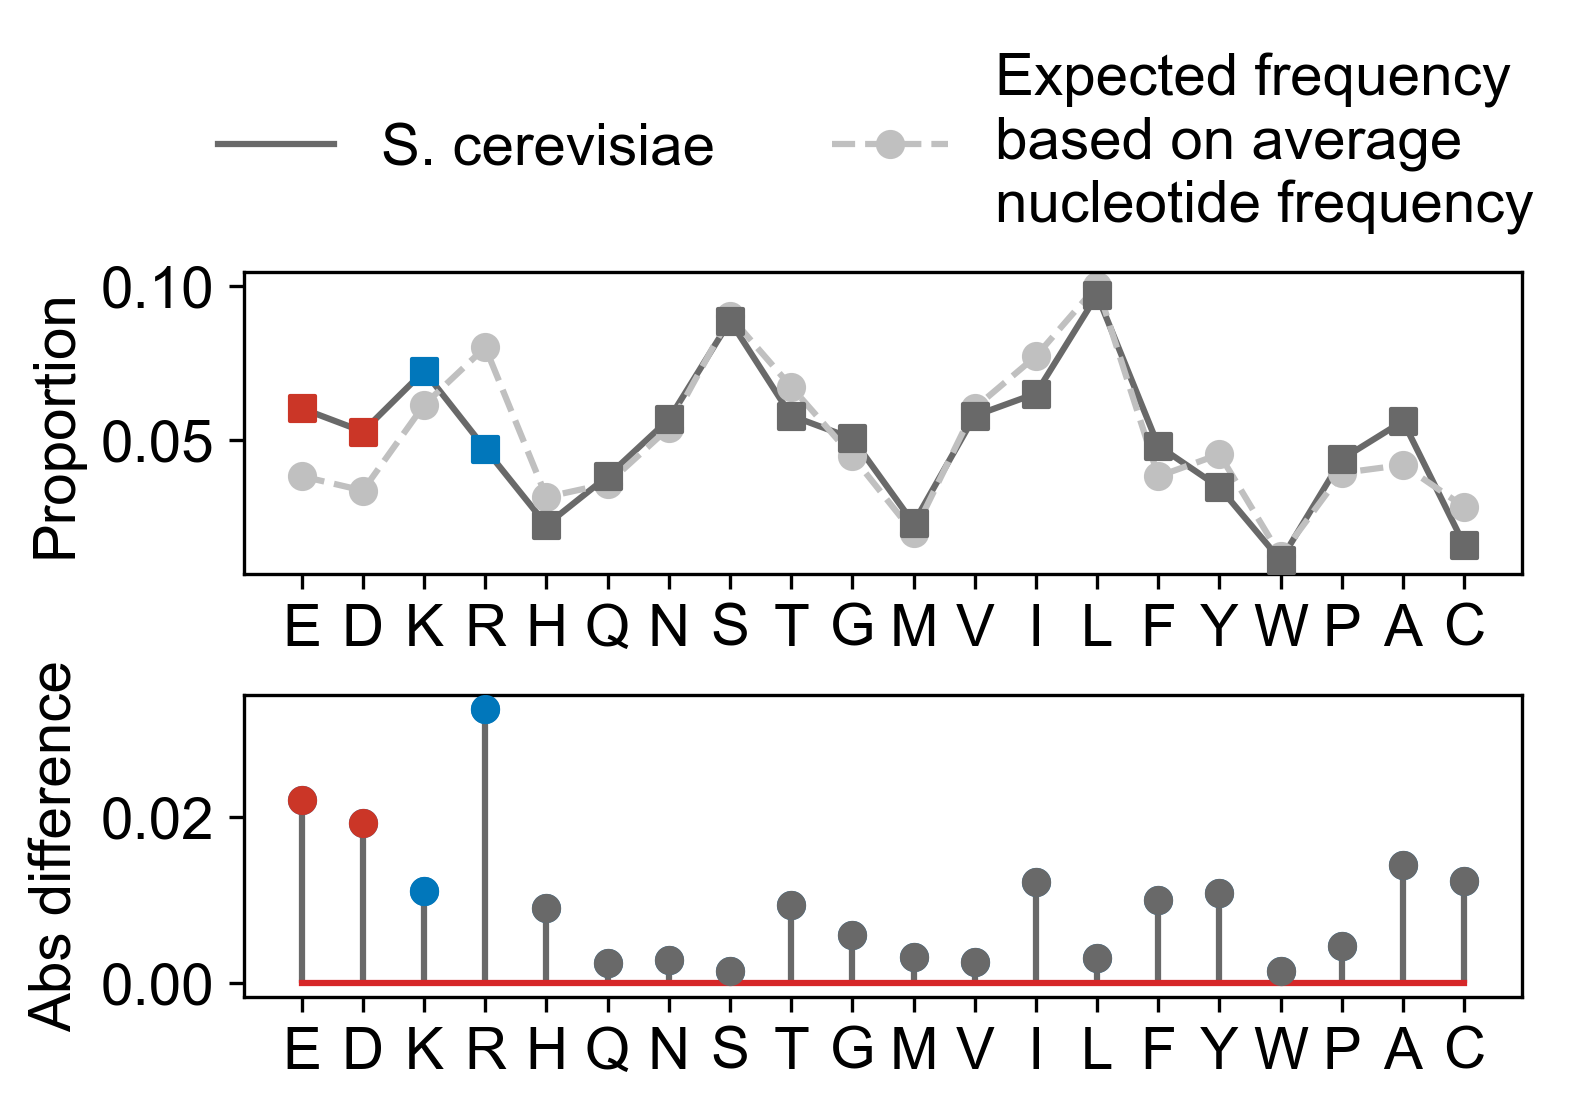 S. cerevisiae
Expected frequency
based on average
nucleotide frequency
Proportion
0.10
0.05
E D K R H Q N S T G M V I L F Y W P A C
Abs difference
0.02
0.00
E D K R H Q N S T G M V I L F Y W P A C